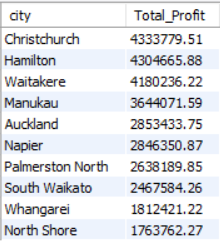 city Total_Profit
Christchurch 4333779.51
Hamilton 4304665.88
Waitakere 4180236.22
Manukau 3644071.59
Auckland 2853433.75
Napier 2846350.87
Palmerston North 2638189.85
South Waikato 2467584.26
Whangarei 1812421.22
North Shore 1763762.27